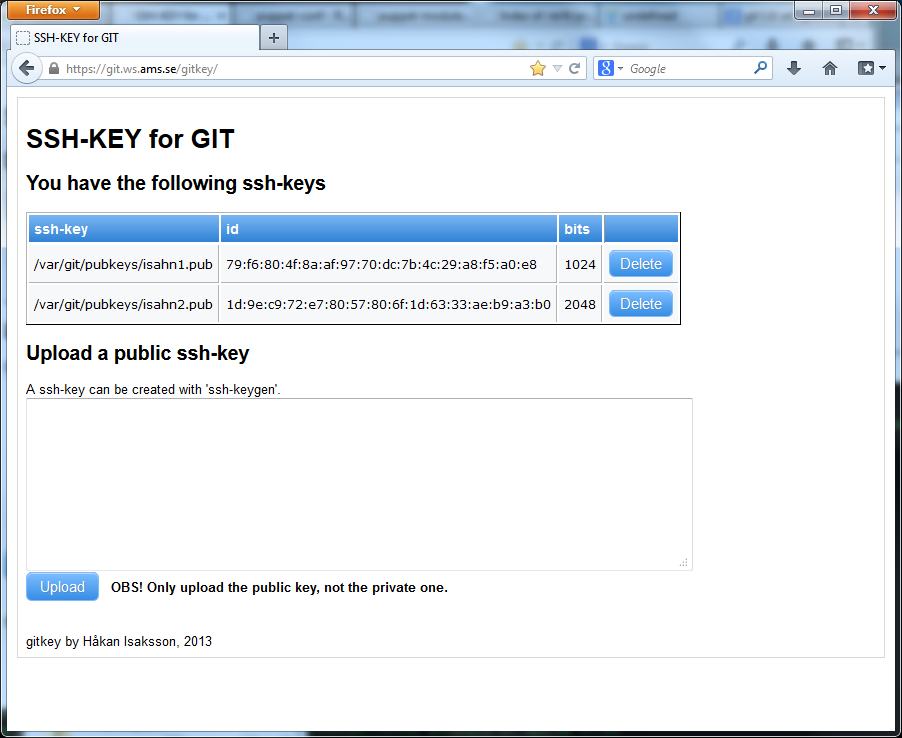 Firefox
SSH-KEY for GIT
https://git.ws.ams.se/gitkey/
Google
SSH-KEY for GIT
You have the following ssh-keys
ssh-key id bits
/var/git/pubkeys/isahn1.pub 79:f6:80:4f:8a:af:97:70:dc:7b:4c:29:a8:f5:a0:e8 1024 Delete
/var/git/pubkeys/isahn2.pub 1d:9e:c9:72:e7:80:57:80:6f:1d:63:33:ae:b9:a3:b0 2048 Delete
Upload a public ssh-key
A ssh-key can be created with 'ssh-keygen'.
Upload OBS! Only upload the public key, not the private one.
gitkey by Håkan Isaksson, 2013